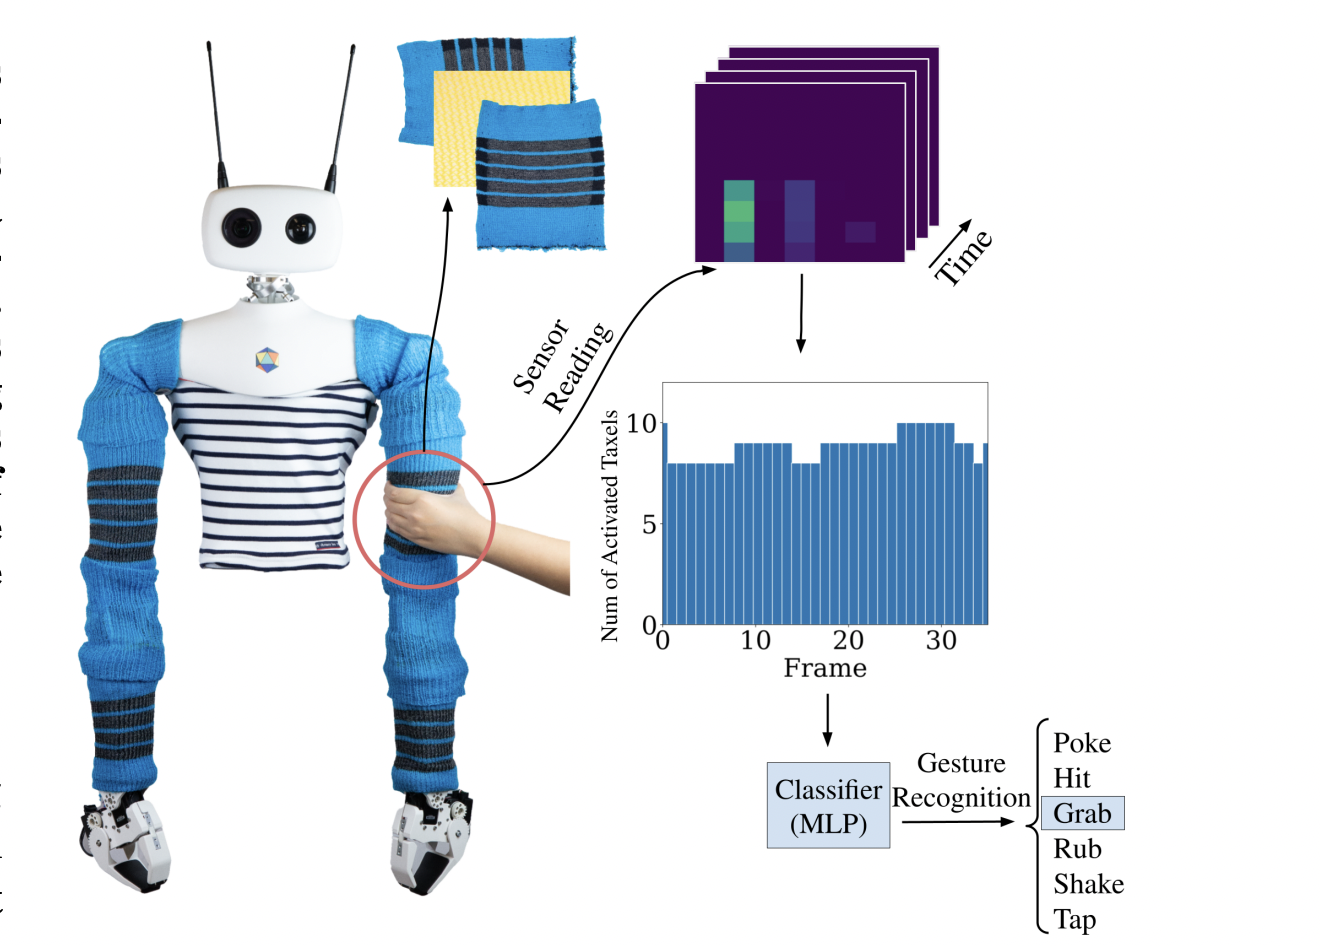 Sensor
Reading
Time
Num of Activated Taxels
10
5
0
0
10
20
30
Frame
Classifier
(MLP)
Gesture
Recognition
Poke
Hit
Grab
Rub
Shake
Tap